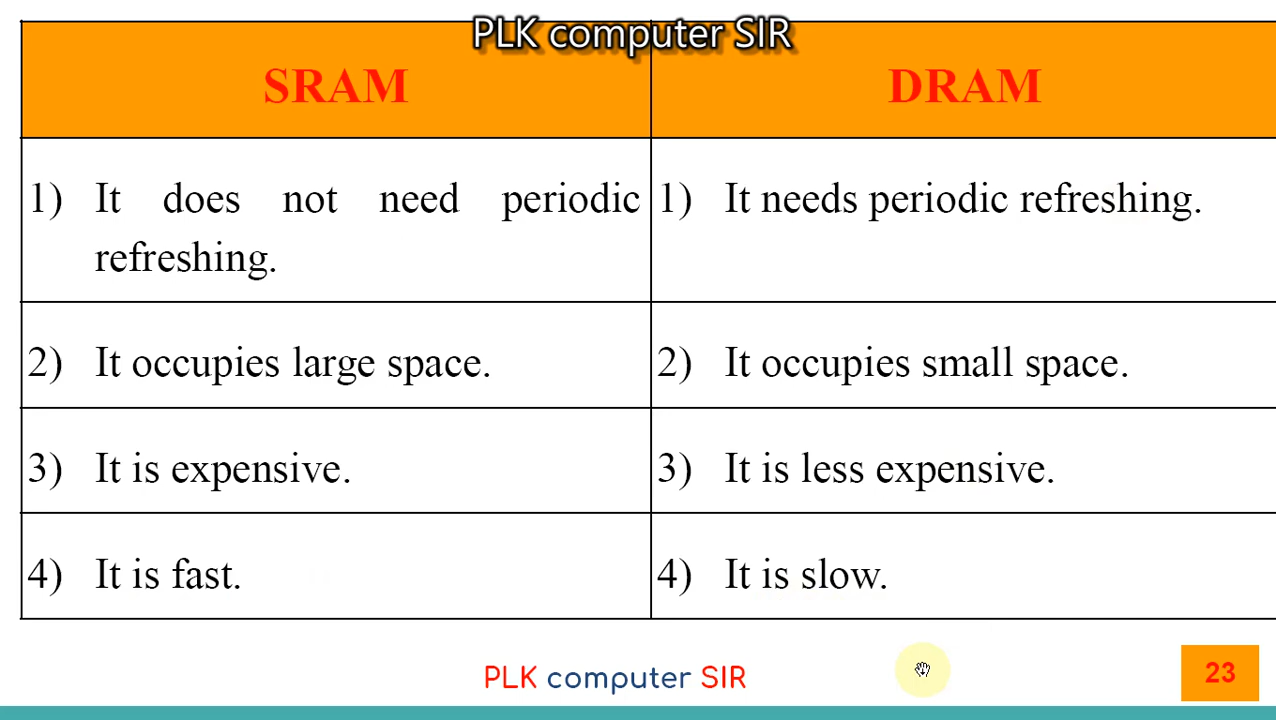 PLK computer SIR
SRAM
DRAM
1) It does not need periodic
refreshing.
1) It needs periodic refreshing.
2) It occupies large space.
2) It occupies small space.
3) It is expensive.
3) It is less expensive.
4) It is fast.
4) It is slow.
PLK computer SIR
23